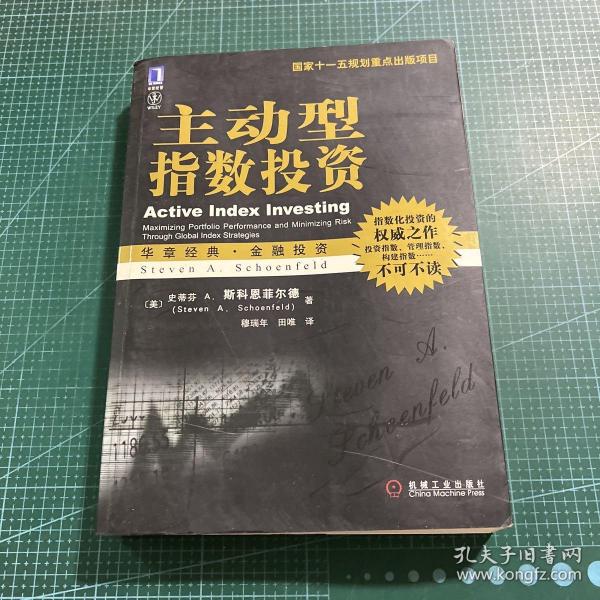 国家十一五规划重点出版项目
华章经管
WILEY
主动型
指数投资
Active Index Investing
Maximizing Portfolio Performance and Minimizing Risk
Through Global Index Strategies
华章经典·金融投资
Steven A. Schoenfeld
指数化投资的
权威之作
投资指数、管理指数、
构建指数……
不可不读
〔美〕 史蒂芬 A. 斯科恩菲尔德 著
(Steven A. Schoenfeld)
穆瑞年 田唯 译
Steven A.
Schoenfeld
机械工业出版社
China Machine Press
孔夫子旧书网
www.kongfz.com